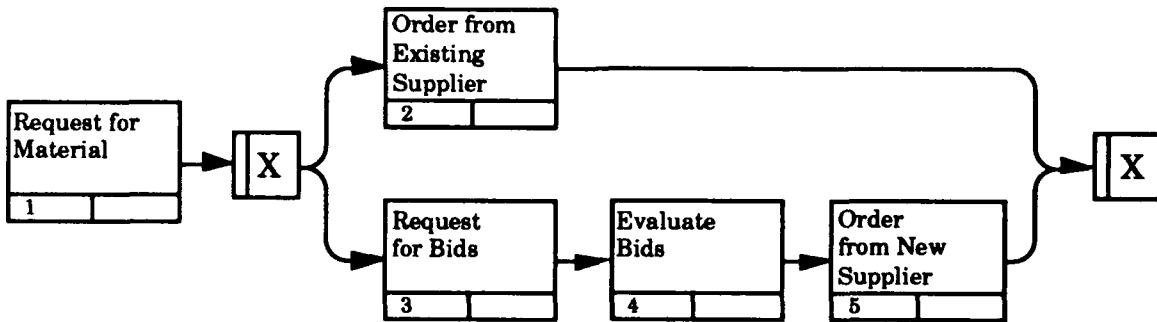 Request for
Material
1
X
Order from
Existing
Supplier
2
Request
for Bids
3
Evaluate
Bids
4
Order
from New
Supplier
5
X